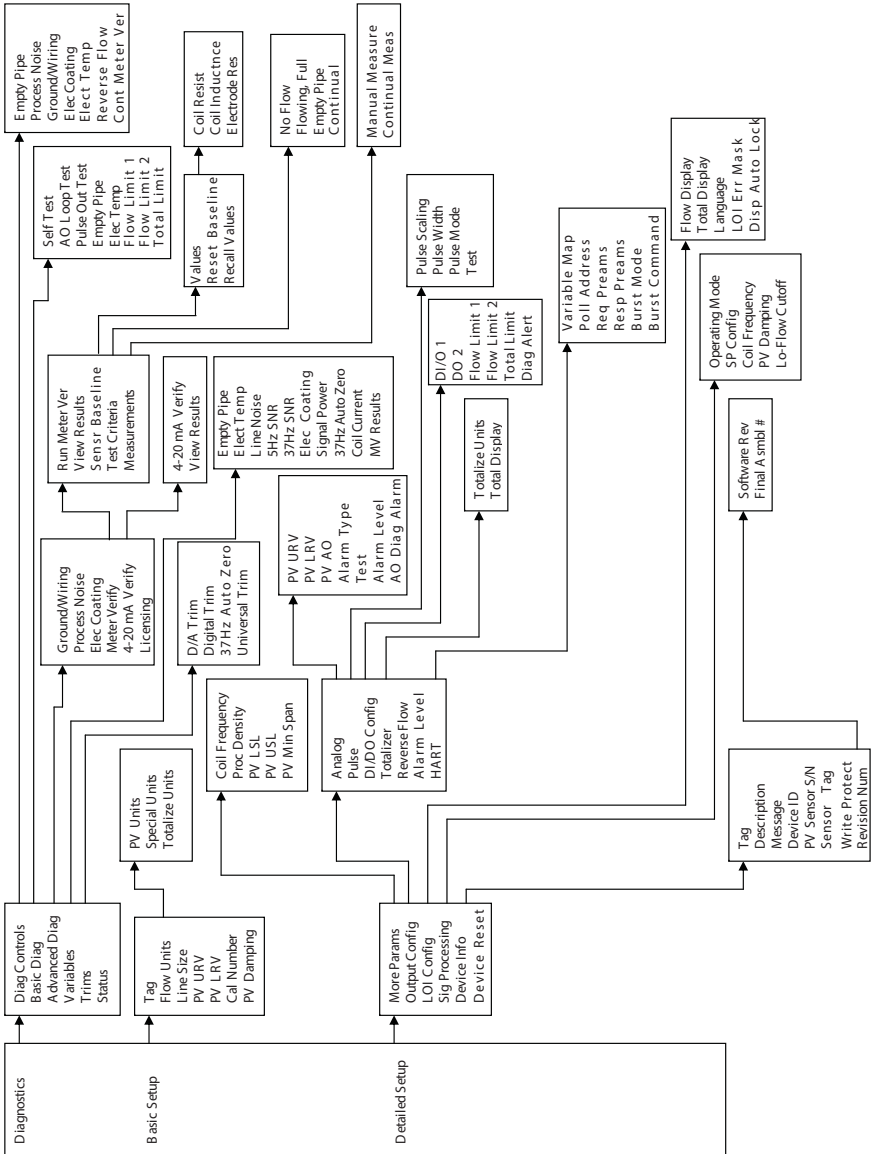 Diagnostics
Basic Setup
Detailed Setup
Diag Controls
Basic Diag
Advanced Diag
Variables
Trims
Status
Tag
Flow Units
Line Size
PV URV
PV LRV
Cal Number
PV Damping
More Params
Output Config
LOI Config
Sig Processing
Device Info
Device Reset
PV Units
Special Units
Totalize Units
Coil Frequency
Proc Density
PV LSL
PV USL
PV Min Span
Analog
Pulse
DI/DO Config
Totalizer
Reverse Flow
Alarm Level
HART
Tag
Description
Message
Device ID
PV Sensor S/N
Sensor Tag
Write Protect
Revision Num
Ground/Wiring
Process Noise
Elec Coating
Meter Verify
4-20 mA Verify
Licensing
D/A Trim
Digital Trim
37Hz Auto Zero
Universal Trim
PV URV
PV LRV
PV AO
Alarm Type
Test
Alarm Level
AO Diag Alarm
Run Meter Ver
View Results
Sensr Baseline
Test Criteria
Measurements
4-20 mA Verify
View Results
Empty Pipe
Elect Temp
Line Noise
5Hz SNR
37Hz SNR
Elec Coating
Signal Power
37Hz Auto Zero
Coil Current
MV Results
Totalize Units
Total Display
Software Rev
Final Asmbl #
Self Test
AO Loop Test
Pulse Out Test
Empty Pipe
Elec Temp
Flow Limit 1
Flow Limit 2
Total Limit
Values
Reset Baseline
Recall Values
Pulse Scaling
Pulse Width
Pulse Mode
Test
DI/O 1
DO 2
Flow Limit 1
Flow Limit 2
Total Limit
Diag Alert
Variable Map
Poll Address
Req Preams
Resp Preams
Burst Mode
Burst Command
Operating Mode
SP Config
Coil Frequency
PV Damping
Lo-Flow Cutoff
Empty Pipe
Process Noise
Ground/Wiring
Elec Coating
Elect Temp
Reverse Flow
Cont Meter Ver
Coil Resist
Coil Inductnce
Electrode Res
No Flow
Flowing, Full
Empty Pipe
Continual
Manual Measure
Continual Meas
Flow Display
Total Display
Language
LOI Err Mask
Disp Auto Lock